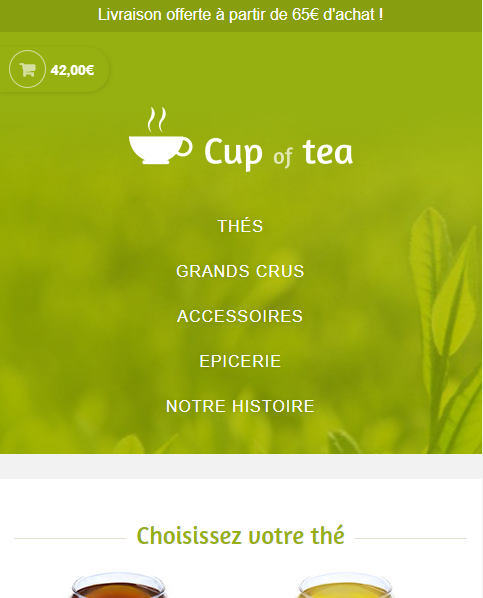 Livraison offerte à partir de 65€ d'achat !
42,00€
Cup of tea
THÉS
GRANDS CRUS
ACCESSOIRES
EPICERIE
NOTRE HISTOIRE
Choisissez votre thé